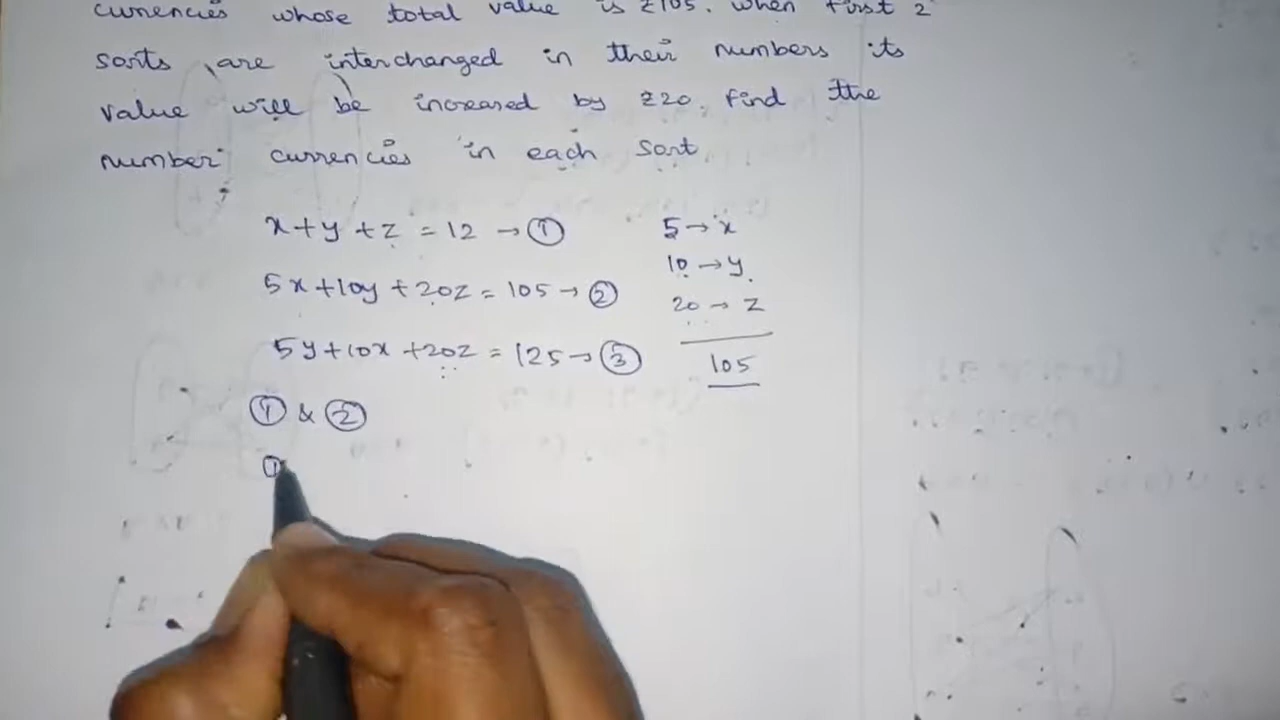 currencies whose total value is ₹105. when first 2
sorts are interchanged in their numbers its
value will be increased by ₹20. find the
number currencies in each sort
x+y+z=12 → ①
5→x
10→y
5x+10y+20z=105→②
20→z
5y+10x+20z=125→③
105
① & ②
①